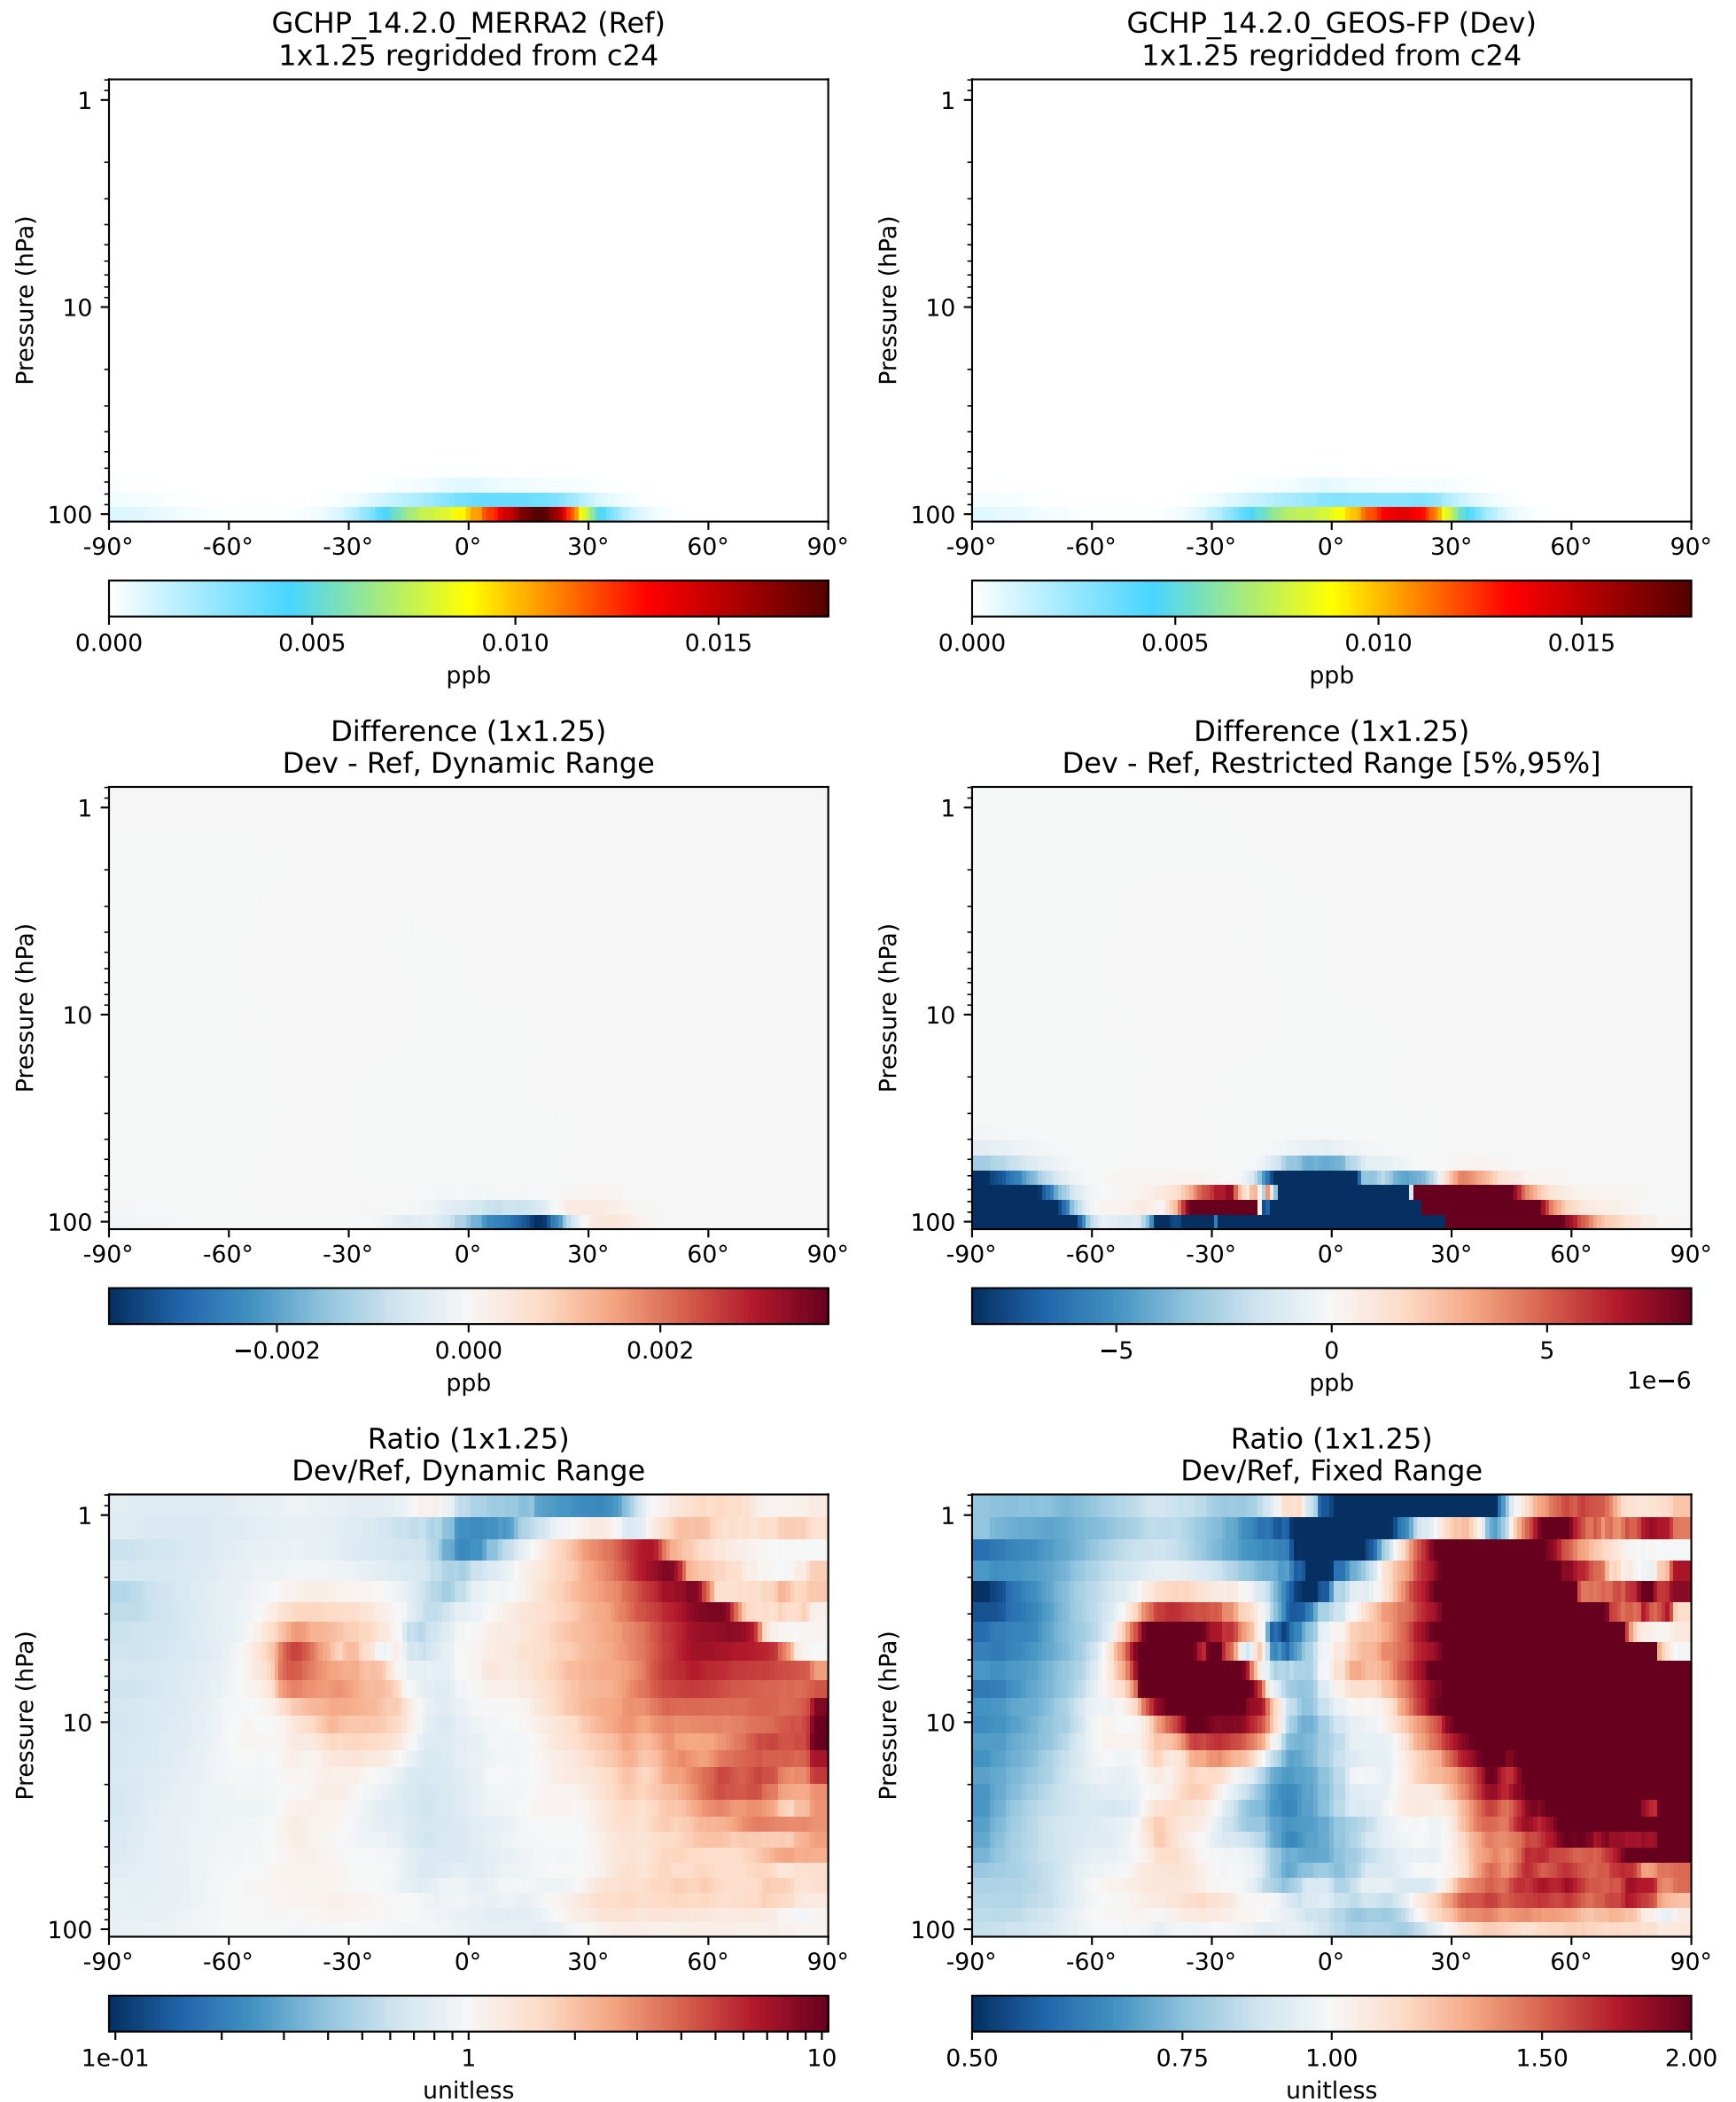 GCHP_14.2.0_MERRA2 (Ref)
1x1.25 regridded from c24
Pressure (hPa)
1
10
100
-90° -60° -30° 0° 30° 60° 90°
0.000 0.005 0.010 0.015
ppb
GCHP_14.2.0_GEOS-FP (Dev)
1x1.25 regridded from c24
Pressure (hPa)
1
10
100
-90° -60° -30° 0° 30° 60° 90°
0.000 0.005 0.010 0.015
ppb
Difference (1x1.25)
Dev - Ref, Dynamic Range
Pressure (hPa)
1
10
100
-90° -60° -30° 0° 30° 60° 90°
−0.002 0.000 0.002
ppb
Difference (1x1.25)
Dev - Ref, Restricted Range [5%,95%]
Pressure (hPa)
1
10
100
-90° -60° -30° 0° 30° 60° 90°
−5 0 5
ppb
1e−6
Ratio (1x1.25)
Dev/Ref, Dynamic Range
Pressure (hPa)
1
10
100
-90° -60° -30° 0° 30° 60° 90°
1e-01 1 10
unitless
Ratio (1x1.25)
Dev/Ref, Fixed Range
Pressure (hPa)
1
10
100
-90° -60° -30° 0° 30° 60° 90°
0.50 0.75 1.00 1.50 2.00
unitless